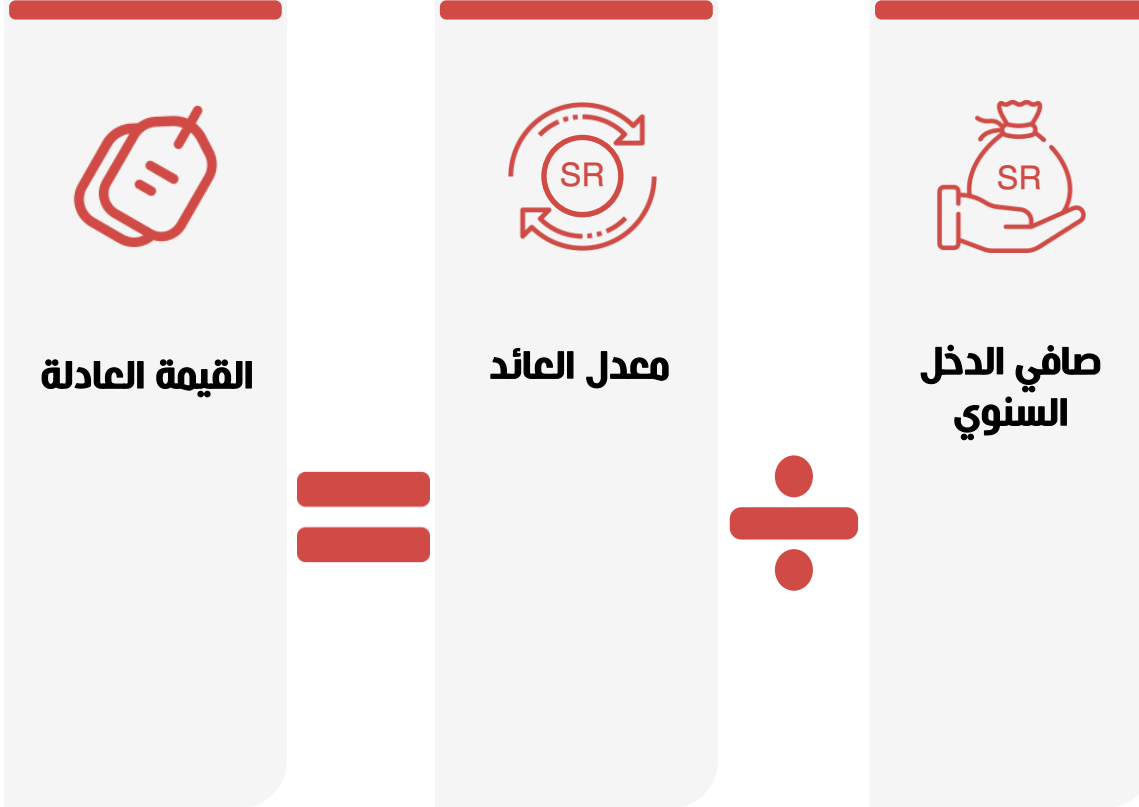 SR
صافي الدخل
السنوي
÷
SR
معدل العائد
=
القيمة العادلة